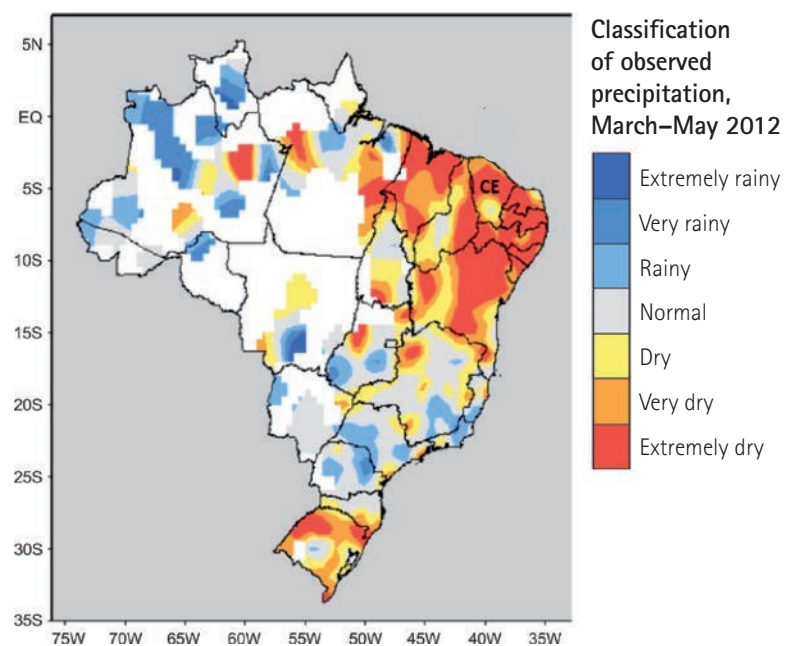 Classification
of observed
precipitation,
March–May 2012
Extremely rainy
Very rainy
Rainy
Normal
Dry
Very dry
Extremely dry
5N
EQ
5S
10S
15S
20S
25S
30S
35S
CE
75W 70W 65W 60W 55W 50W 45W 40W 35W